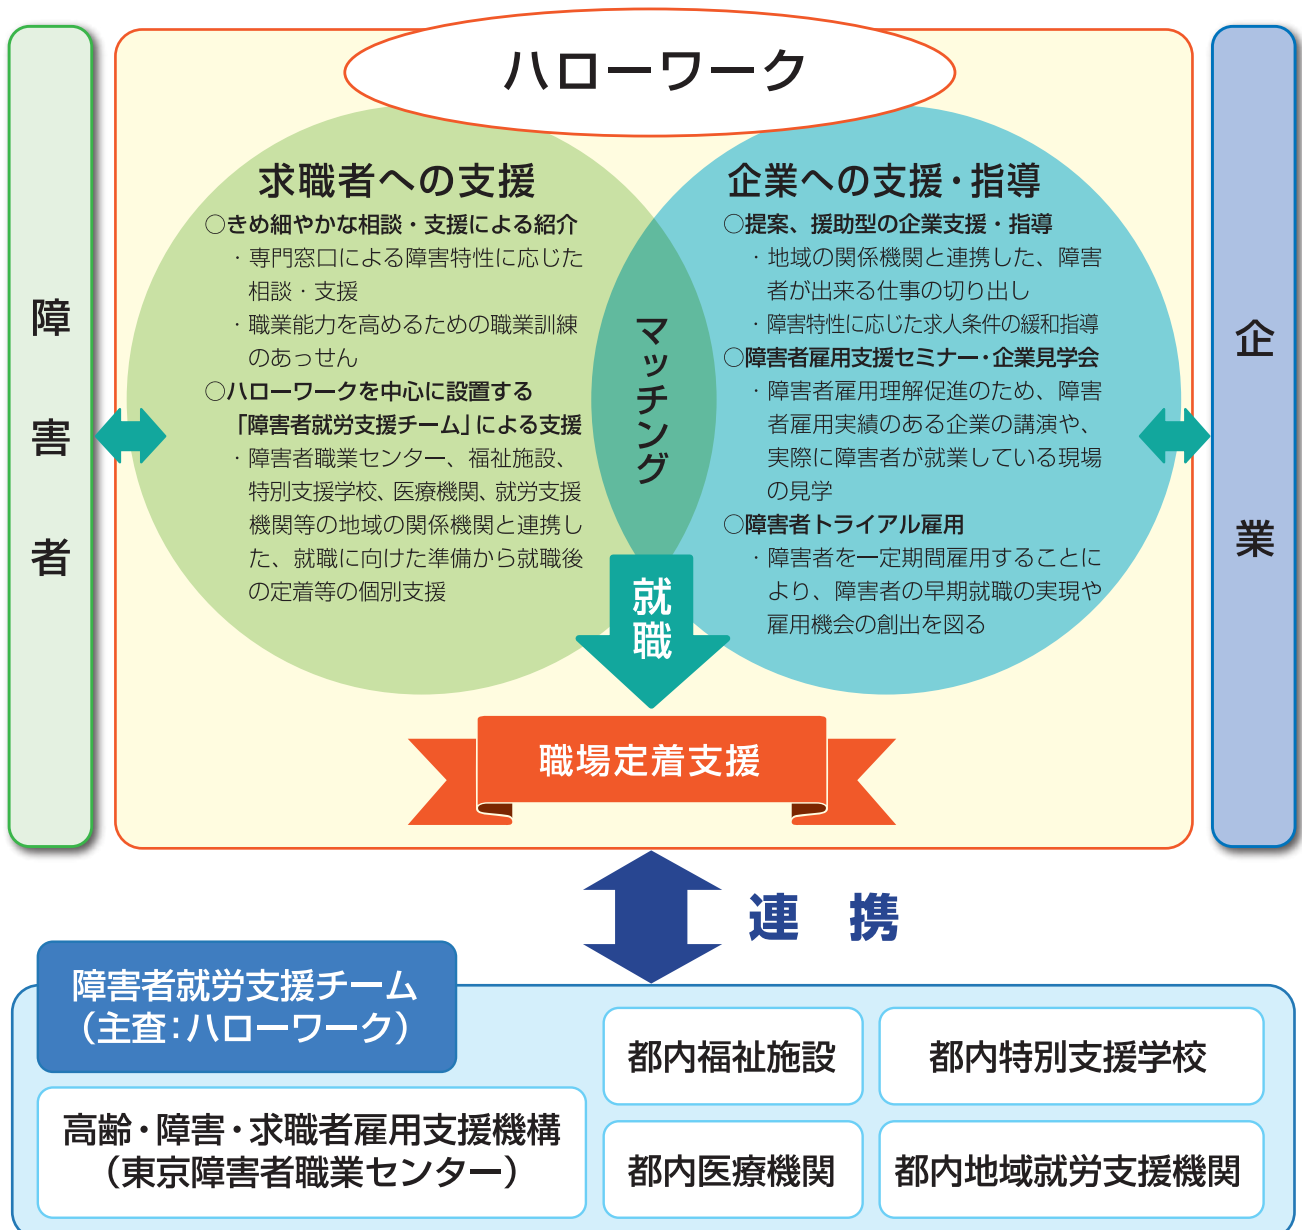 ハローワーク
障害者
求職者への支援
○きめ細やかな相談・支援による紹介
・専門窓口による障害特性に応じた
相談・支援
・職業能力を高めるための職業訓練
のあっせん
○ハローワークを中心に設置する
「障害者就労支援チーム」による支援
・障害者職業センター、福祉施設、
特別支援学校、医療機関、就労支援
機関等の地域の関係機関と連携し
た、就職に向けた準備から就職後
の定着等の個別支援
マッチング
企業への支援・指導
○提案、援助型の企業支援・指導
・地域の関係機関と連携した、障害
者が出来る仕事の切り出し
・障害特性に応じた求人条件の緩和指導
○障害者雇用支援セミナー・企業見学会
・障害者雇用理解促進のため、障害
者雇用実績のある企業の講演や、
実際に障害者が就業している現場
の見学
○障害者トライアル雇用
・障害者を一定期間雇用することに
より、障害者の早期就職の実現や
雇用機会の創出を図る
企業
就職
職場定着支援
連 携
障害者就労支援チーム
（主査：ハローワーク）
高齢・障害・求職者雇用支援機構
（東京障害者職業センター）
都内福祉施設
都内特別支援学校
都内医療機関
都内地域就労支援機関